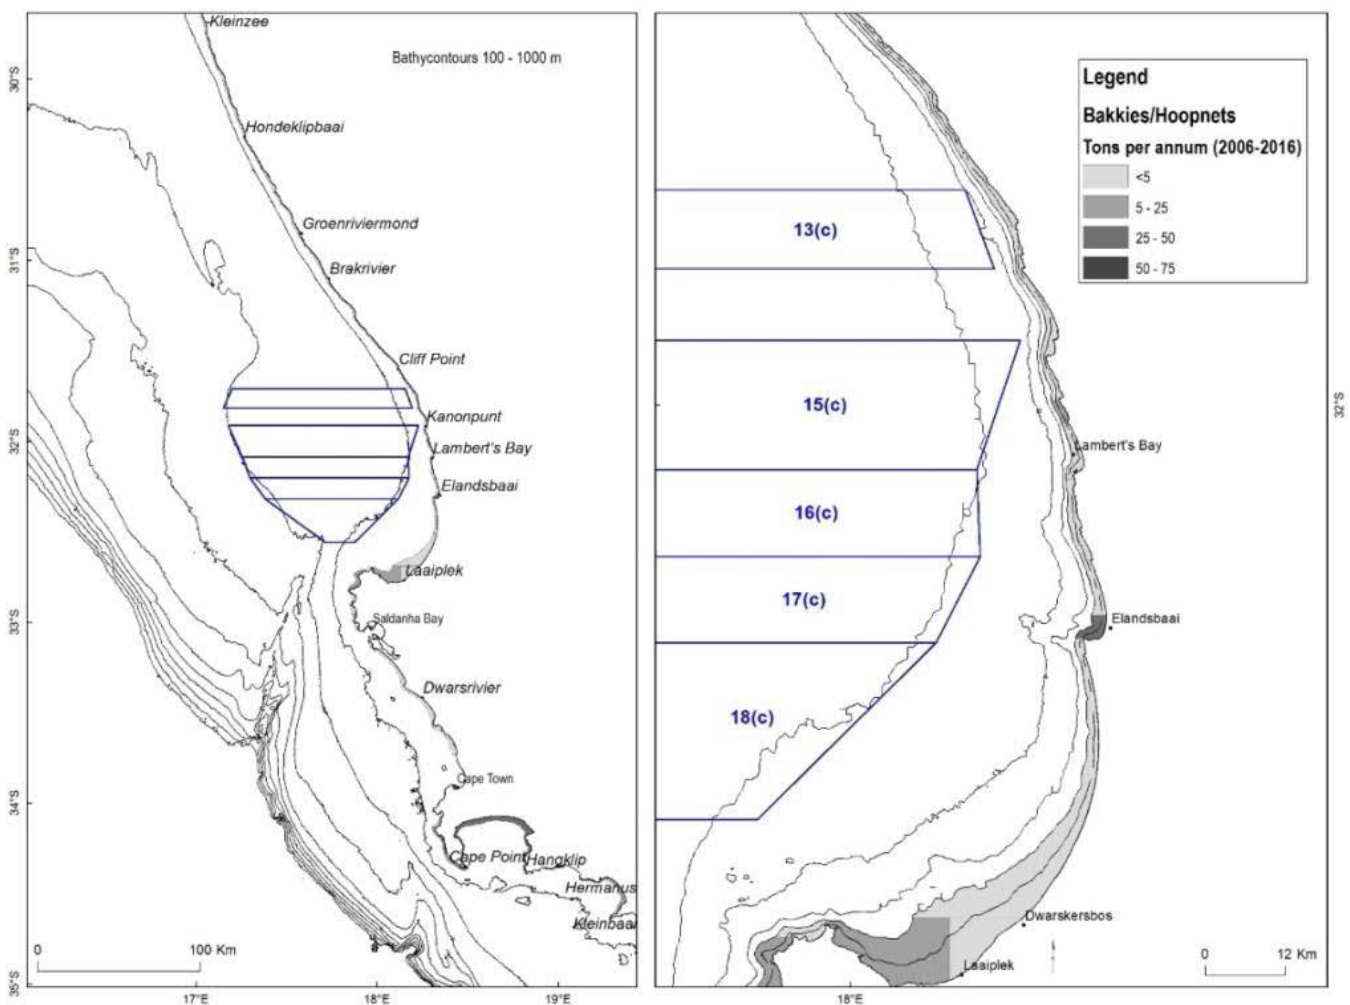 Kleinzee
Bathycontours 100 - 1000 m
30°S
Hondeklipbaai
Groenriviermond
31°S
Brakrivier
Cliff Point
Kanonpunt
32°S
Lambert's Bay
Elandsbaai
Laaiplek
33°S
Saldanha Bay
Dwarsrivier
Cape Town
34°S
Cape Point
Hangklip
Hermanus
Kleinbaai
0 100 Km
35°S
17°E 18°E 19°E
Legend
Bakkies/Hoopnets
Tons per annum (2006-2016)
<5
5 - 25
25 - 50
50 - 75
13(c)
15(c)
32°S
Lambert's Bay
16(c)
17(c)
Elandsbaai
18(c)
Dwarskersbos
Laaiplek
0 12 Km
18°E